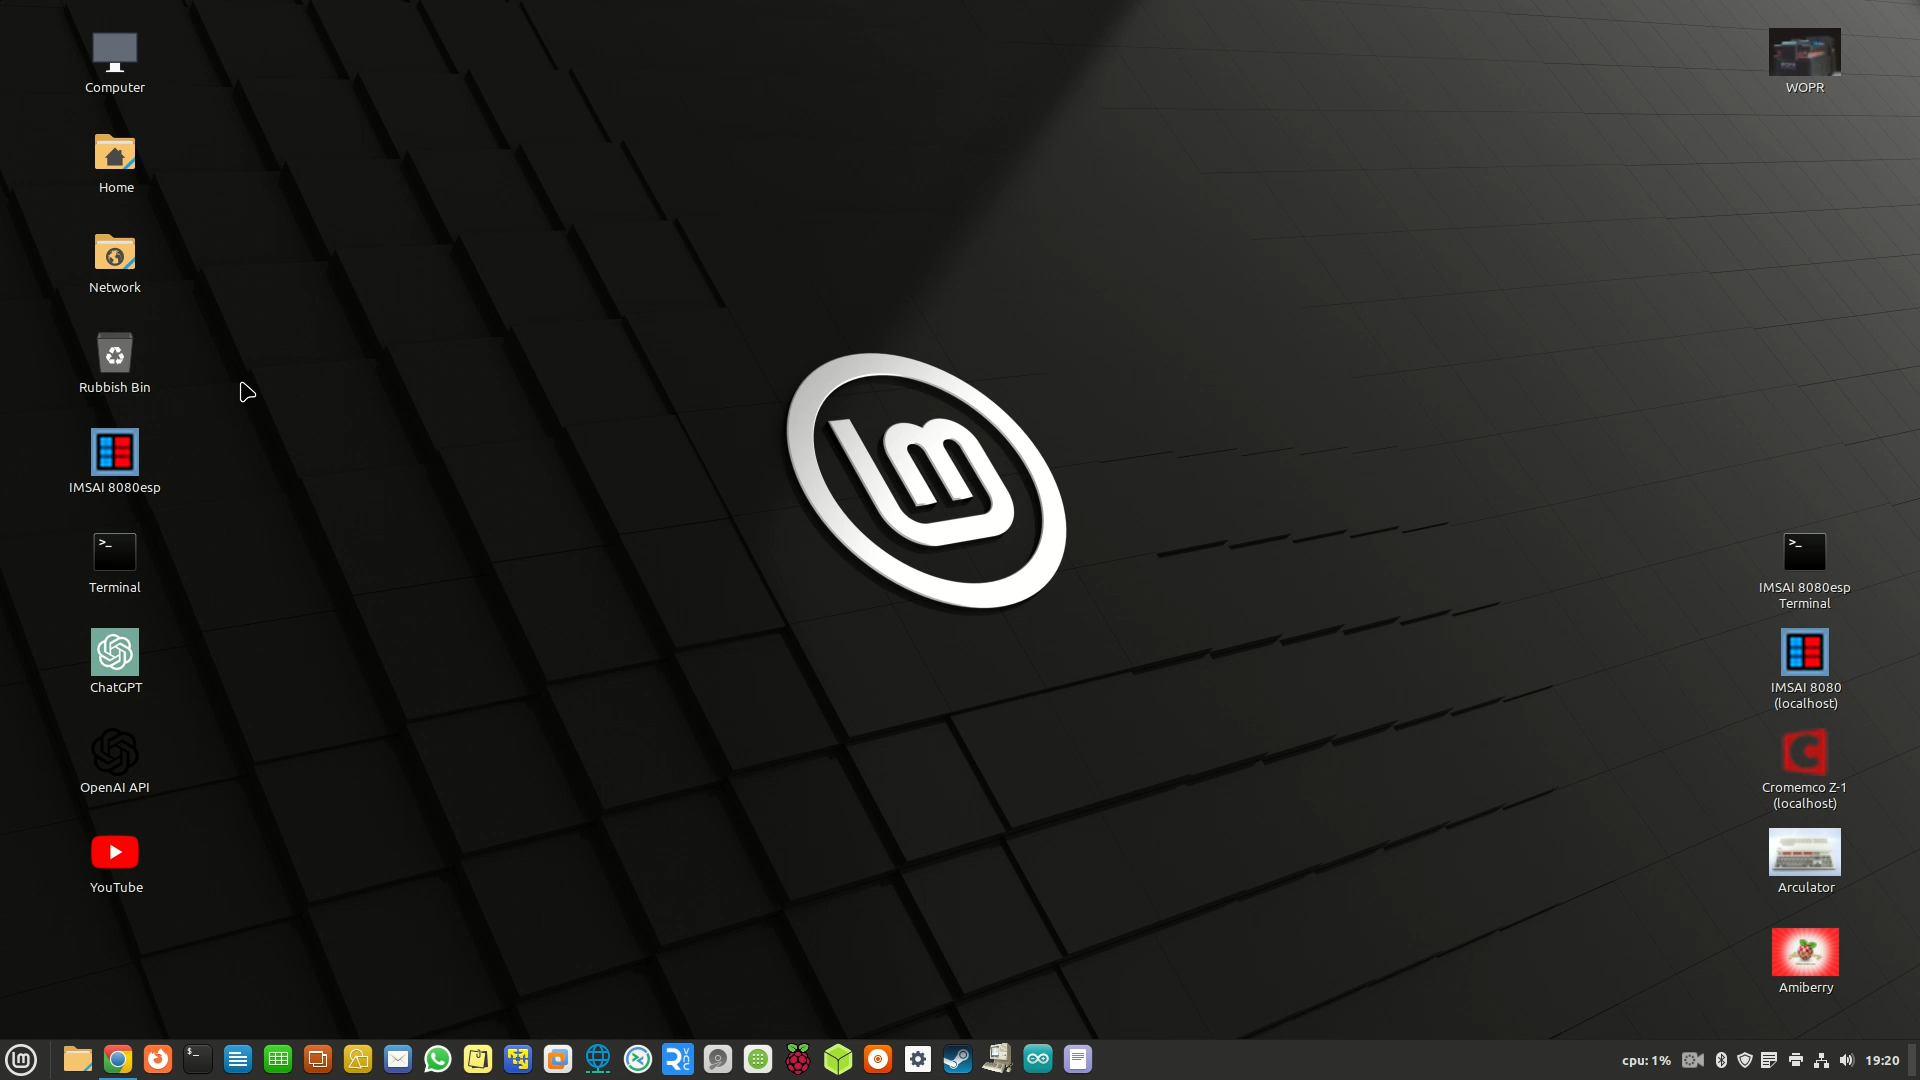 Computer
Home
Network
Rubbish Bin
IMSAI 8080esp
>_
Terminal
ChatGPT
OpenAI API
YouTube
WOPR
>_
IMSAI 8080esp
Terminal
IMSAI 8080
(localhost)
Cromemco Z-1
(localhost)
Arculator
Amiberry
cpu: 1%
19:20